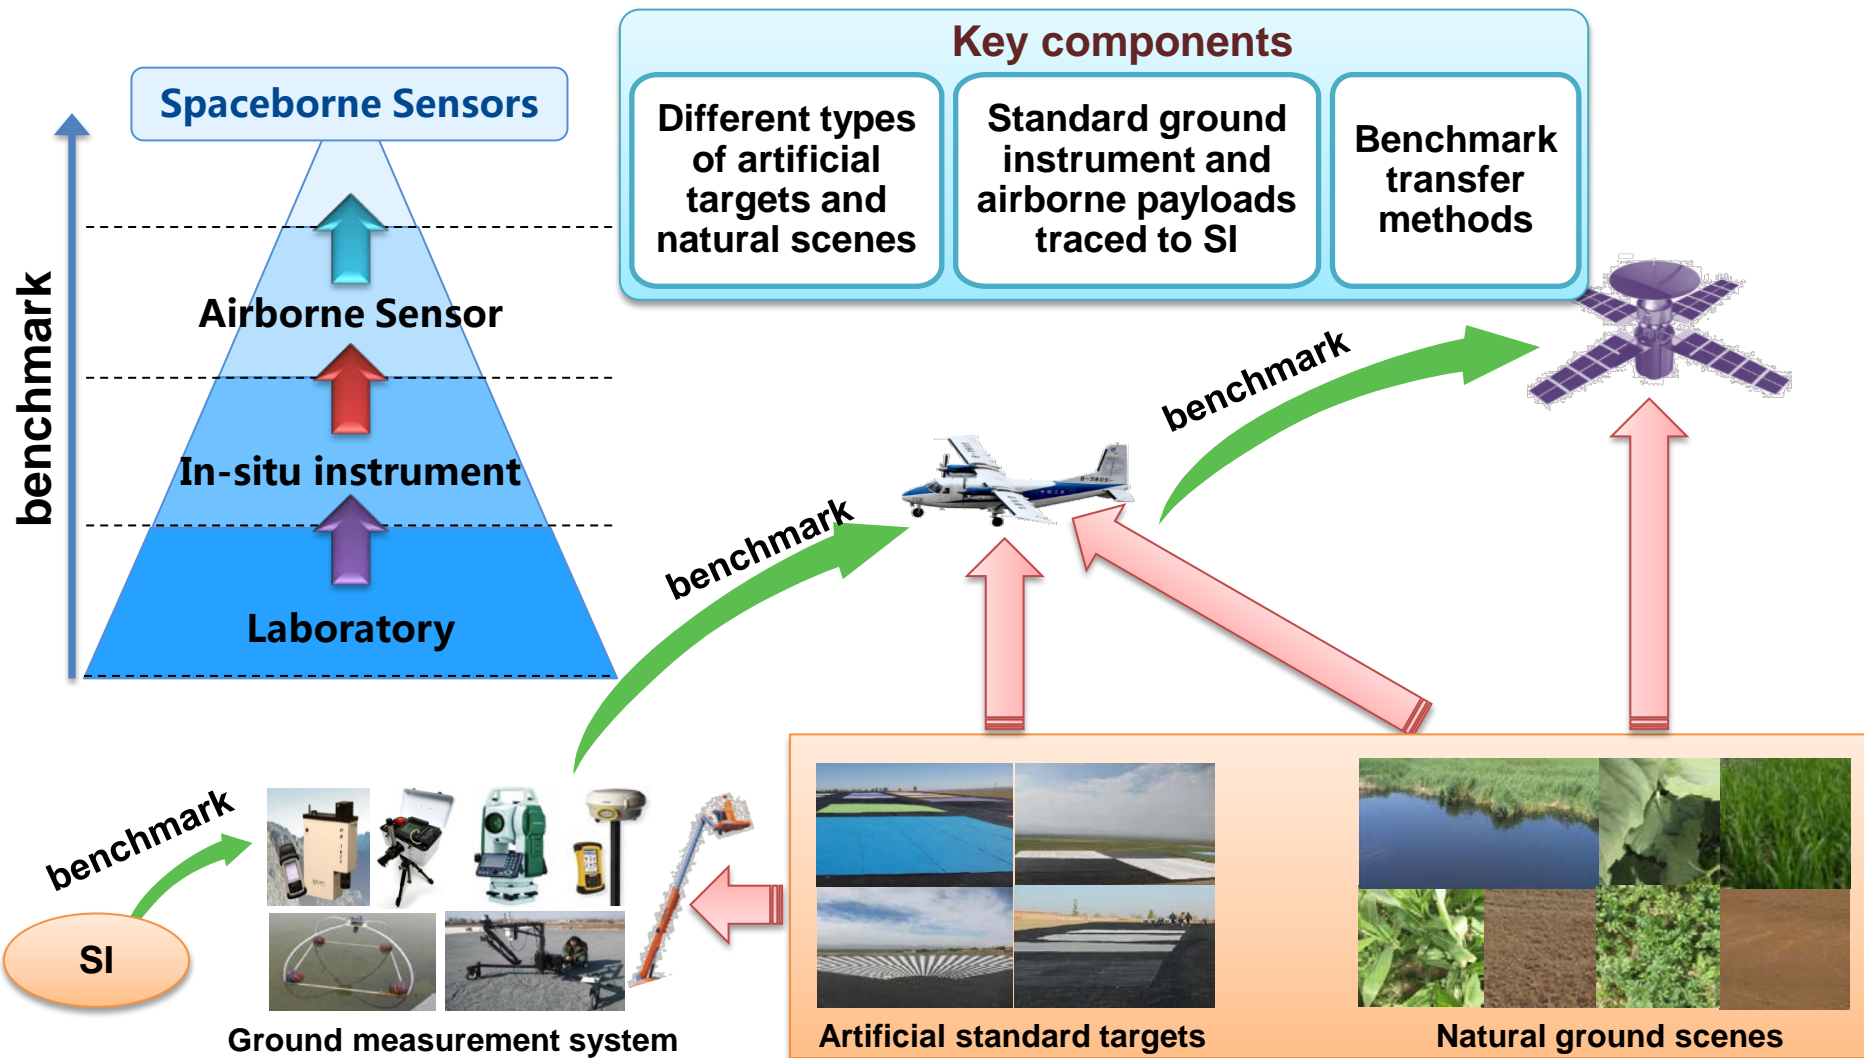 Key components
Different types
of artificial
targets and
natural scenes
Standard ground
instrument and
airborne payloads
traced to SI
Benchmark
transfer
methods
Spaceborne Sensors
Airborne Sensor
In-situ instrument
Laboratory
benchmark
benchmark
benchmark
benchmark
SI
Ground measurement system
Artificial standard targets
Natural ground scenes